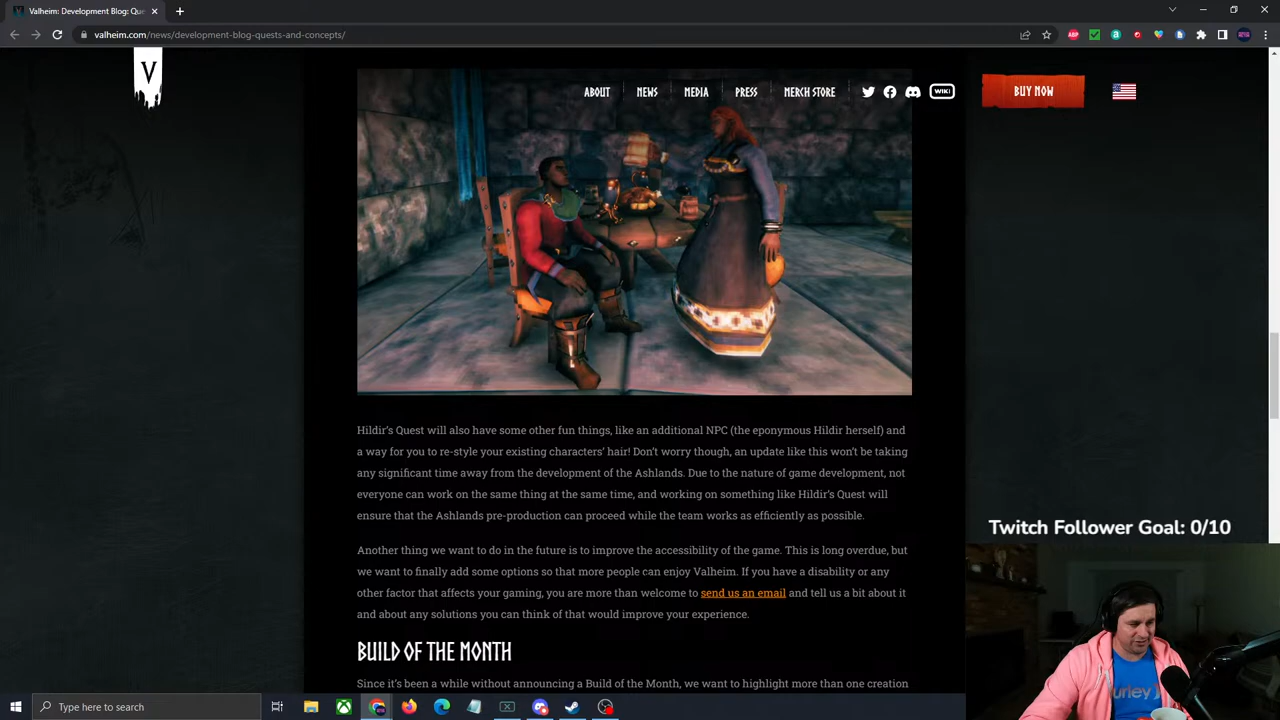 Valheim: Development Blog: Que
valheim.com/news/development-blog-quests-and-concepts/
V
ABOUT
NEWS
MEDIA
PRESS
MERCH STORE
WIKI
BUY NOW
Hildir's Quest will also have some other fun things, like an additional NPC (the eponymous Hildir herself) and
a way for you to re-style your existing characters' hair! Don't worry though, an update like this won't be taking
any significant time away from the development of the Ashlands. Due to the nature of game development, not
everyone can work on the same thing at the same time, and working on something like Hildir's Quest will
ensure that the Ashlands pre-production can proceed while the team works as efficiently as possible.
Twitch Follower Goal: 0/10
Another thing we want to do in the future is to improve the accessibility of the game. This is long overdue, but
we want to finally add some options so that more people can enjoy Valheim. If you have a disability or any
other factor that affects your gaming, you are more than welcome to send us an email and tell us a bit about it
and about any solutions you can think of that would improve your experience.
BUILD OF THE MONTH
Since it's been a while without announcing a Build of the Month, we want to highlight more than one creation
Type here to search